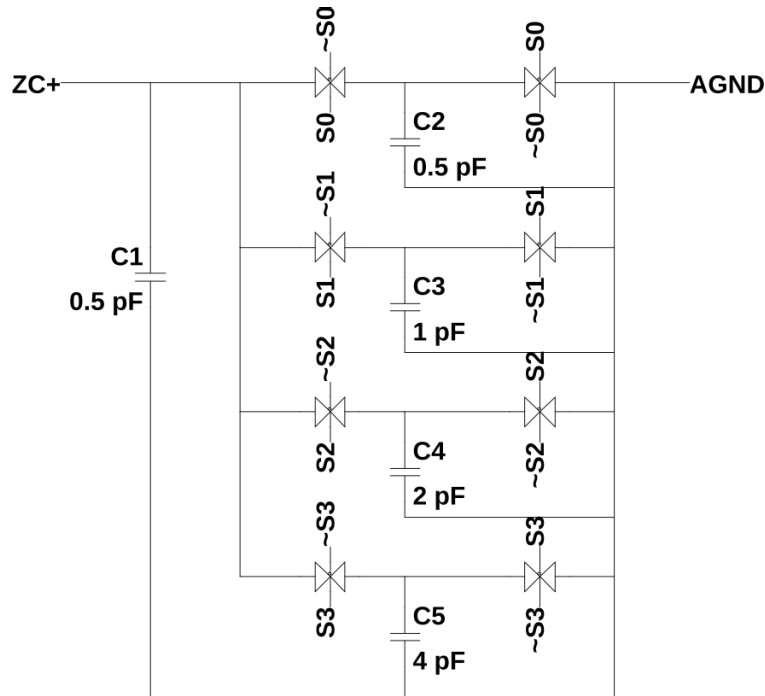 ~S0
S0
ZC+
AGND
S0
C2
~S0
0.5 pF
~S1
S1
C1
0.5 pF
S1
C3
~S1
1 pF
~S2
S2
S2
C4
~S2
2 pF
~S3
S3
S3
C5
~S3
4 pF